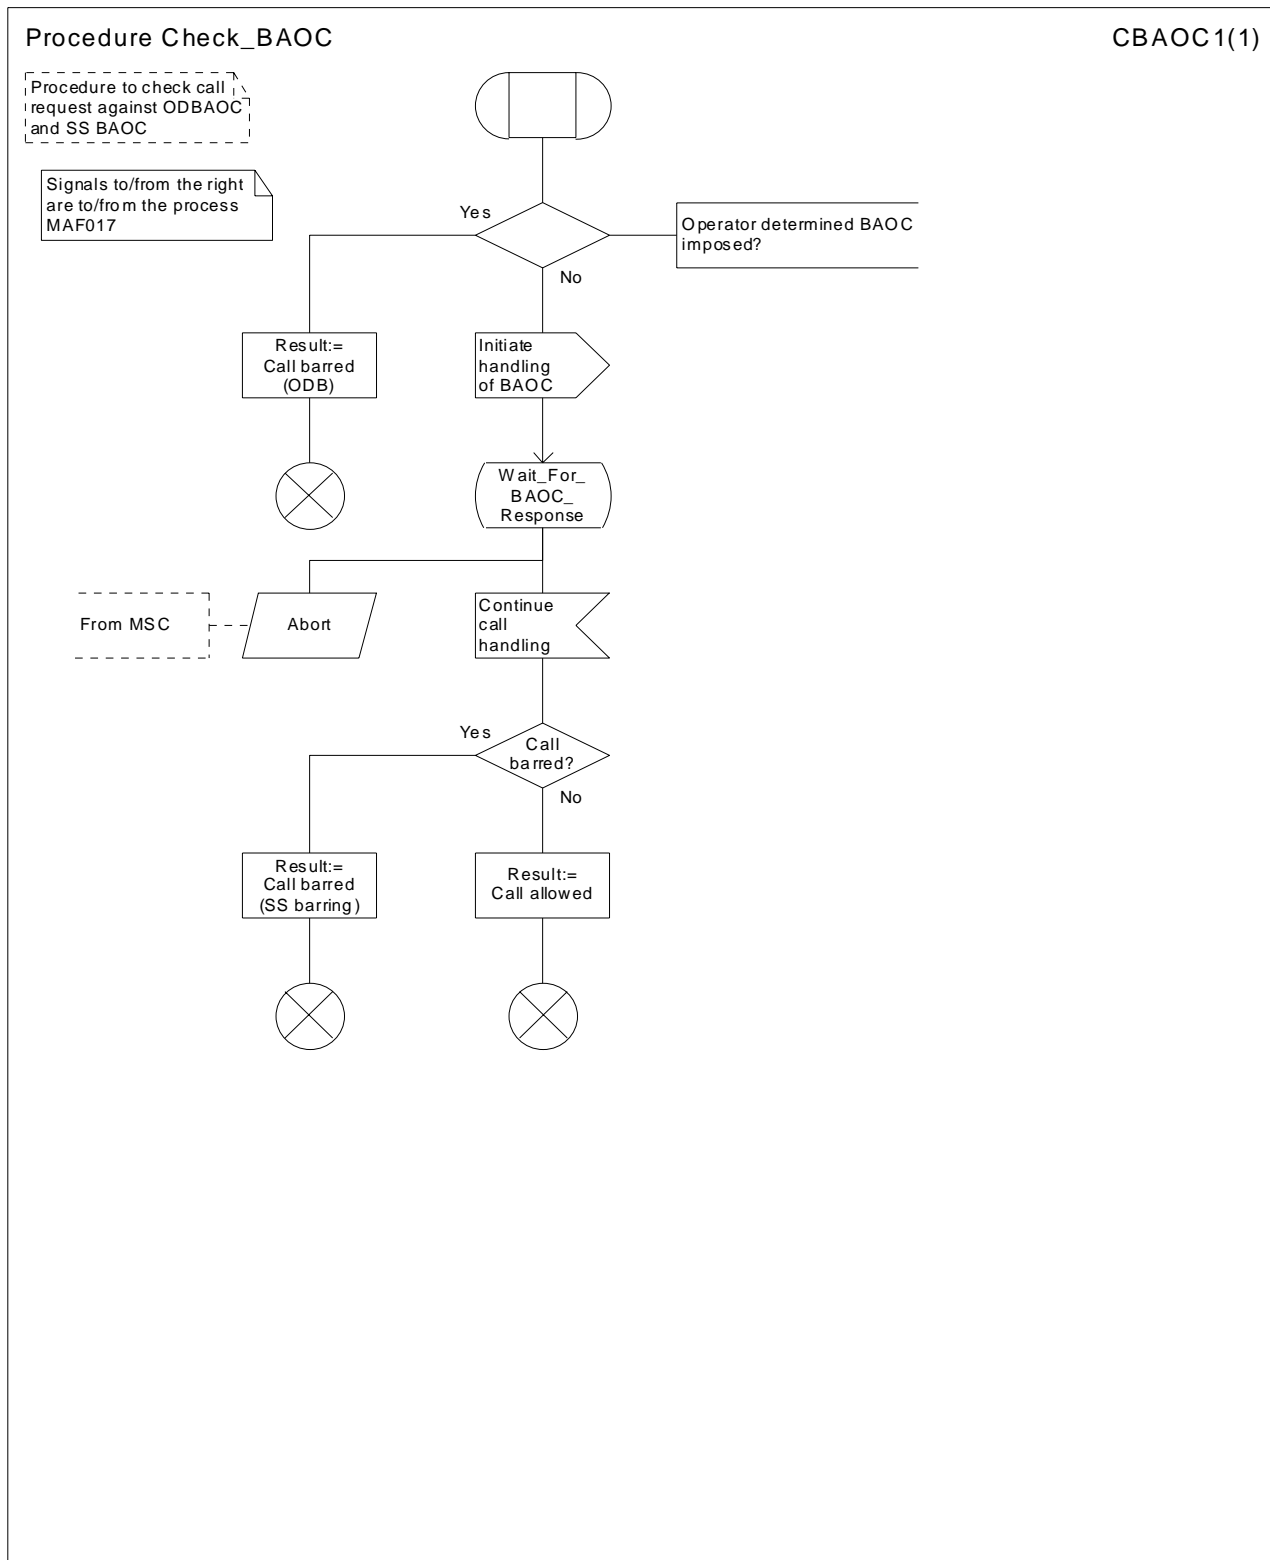 Procedure Check_BAOC
CBAOC1(1)
Procedure to check call
request against ODBAOC
and SS BAOC
Signals to/from the right
are to/from the process
MAF017
Yes
Operator determined BAOC
imposed?
No
Result:=
Call barred
(ODB)
Initiate
handling
of BAOC
Wait_For_
BAOC_
Response
From MSC
Abort
Continue
call
handling
Yes
Call
barred?
No
Result:=
Call barred
(SS barring)
Result:=
Call allowed